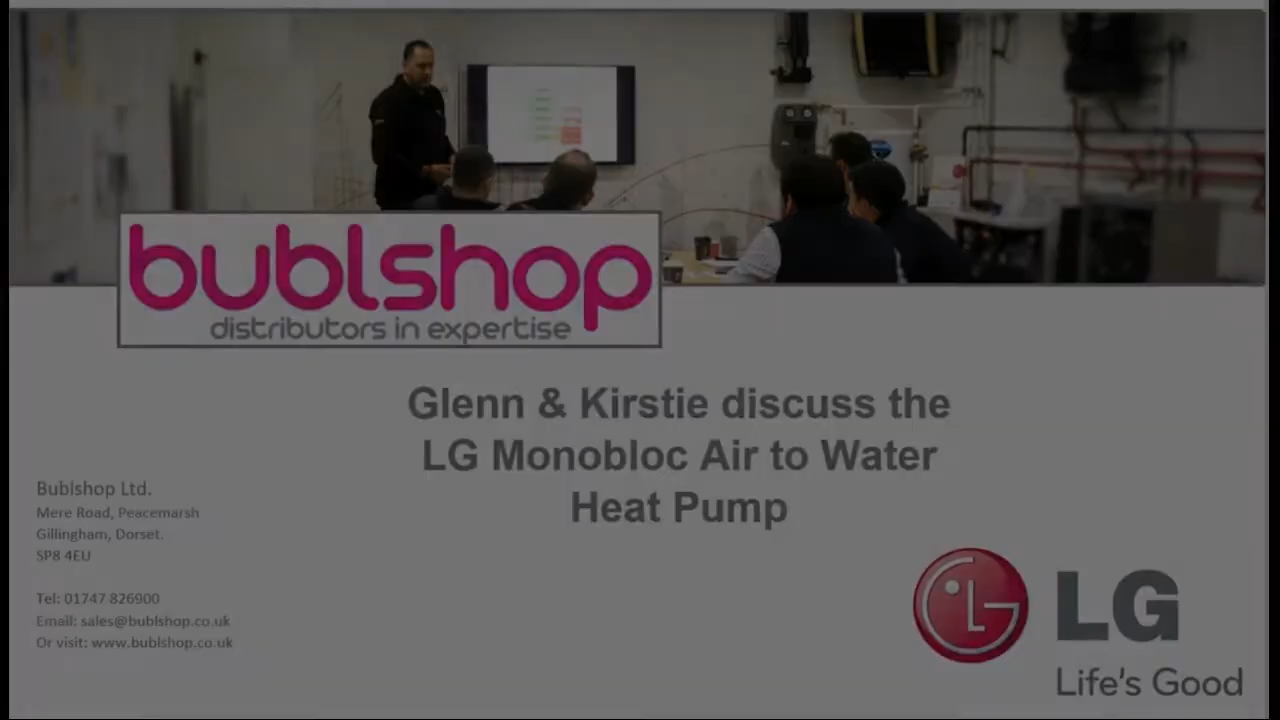 bublshop
distributors in expertise
Glenn & Kirstie discuss the
LG Monobloc Air to Water
Heat Pump
Bublshop Ltd.
Mere Road, Peacemarsh
Gillingham, Dorset.
SP8 4EU
Tel: 01747 826900
Email: sales@bublshop.co.uk
Or visit: www.bublshop.co.uk
LG
Life's Good